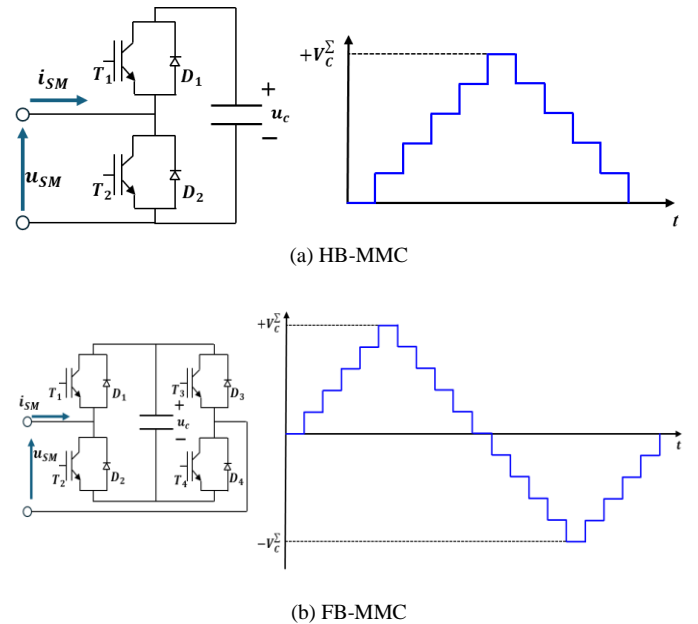 i_SM
T_1
D_1
+
u_c
−
u_SM
T_2
D_2
+V_C^Σ
t
(a) HB-MMC
i_SM
T_1
D_1
+
u_c
−
T_3
D_3
u_SM
T_2
D_2
T_4
D_4
+V_C^Σ
t
−V_C^Σ
(b) FB-MMC